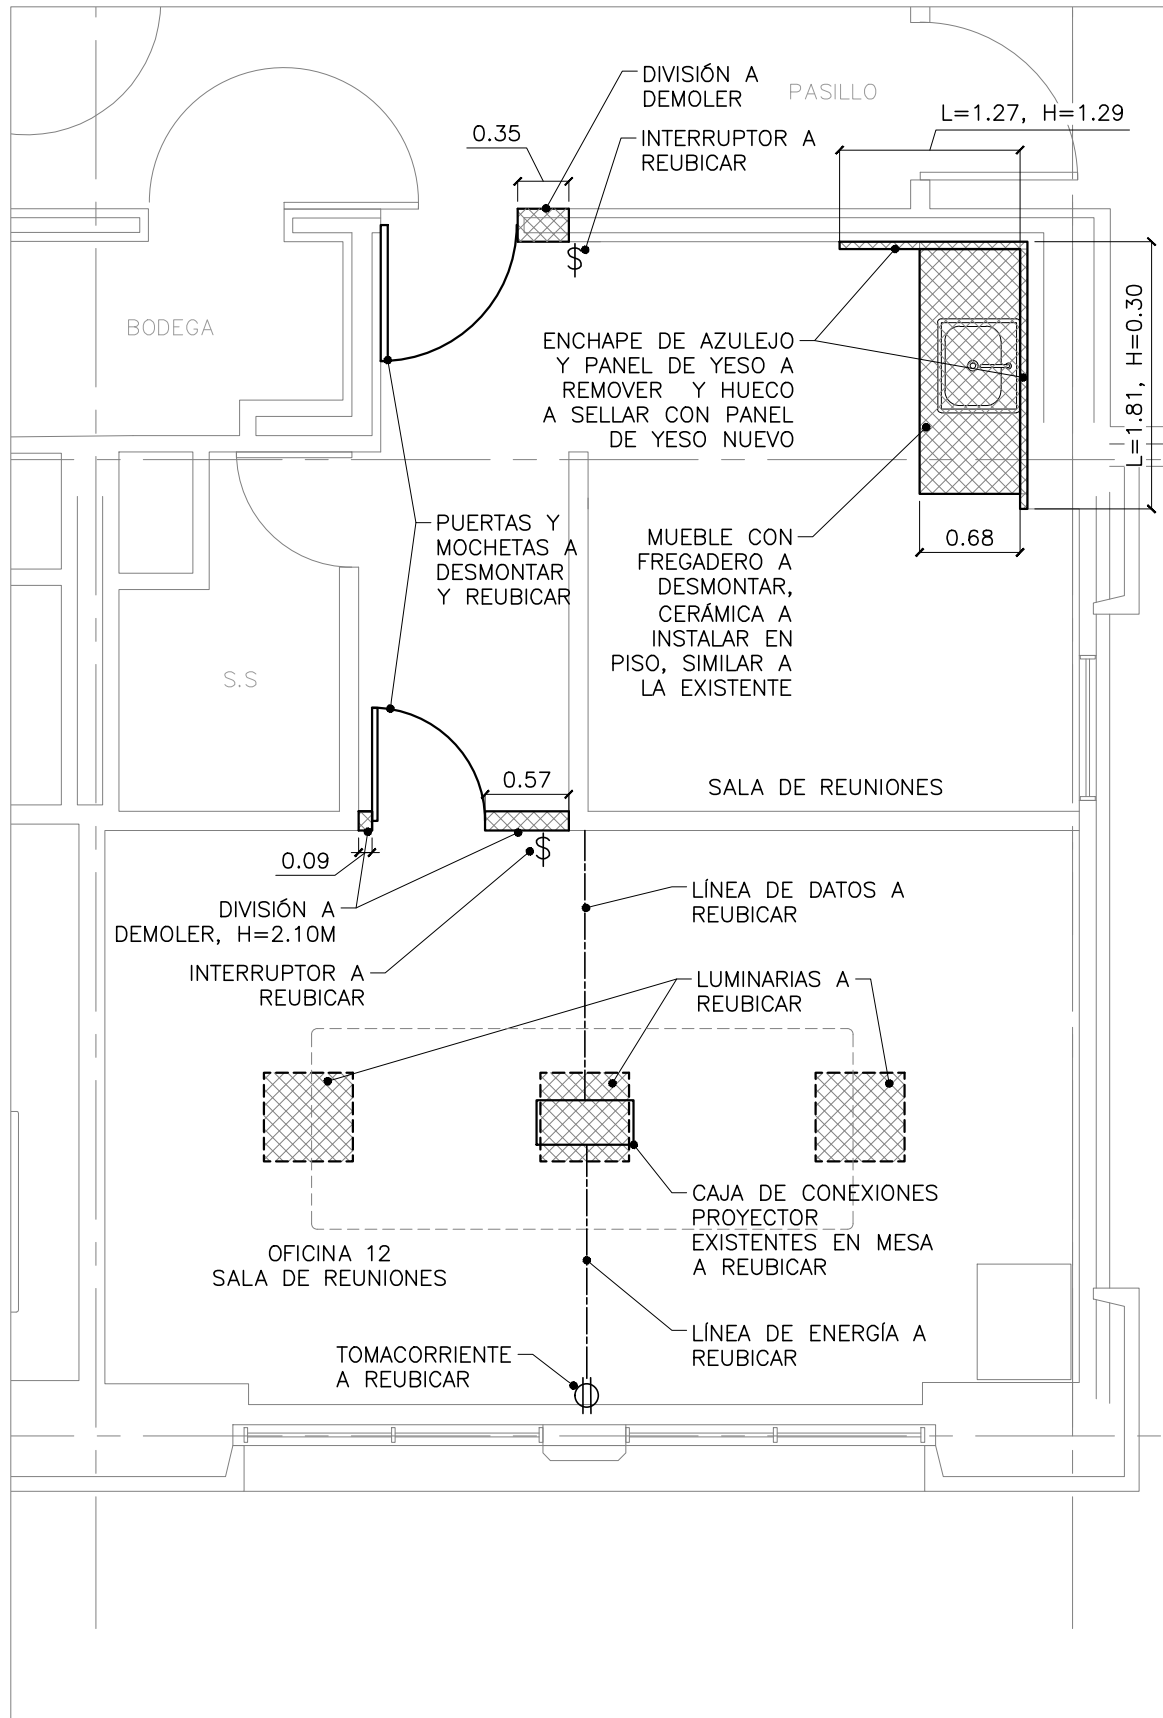 DIVISIÓN A
DEMOLER
PASILLO
L=1.27, H=1.29
0.35
INTERRUPTOR A
REUBICAR
$
BODEGA
ENCHAPE DE AZULEJO
Y PANEL DE YESO A
REMOVER Y HUECO
A SELLAR CON PANEL
DE YESO NUEVO
L=1.81, H=0.30
PUERTAS Y
MOCHETAS A
DESMONTAR
Y REUBICAR
MUEBLE CON
FREGADERO A
DESMONTAR,
CERÁMICA A
INSTALAR EN
PISO, SIMILAR A
LA EXISTENTE
0.68
S.S
0.57
SALA DE REUNIONES
0.09
$
DIVISIÓN A
DEMOLER, H=2.10M
LÍNEA DE DATOS A
REUBICAR
INTERRUPTOR A
REUBICAR
LUMINARIAS A
REUBICAR
CAJA DE CONEXIONES
PROYECTOR
EXISTENTES EN MESA
A REUBICAR
OFICINA 12
SALA DE REUNIONES
LÍNEA DE ENERGÍA A
REUBICAR
TOMACORRIENTE
A REUBICAR